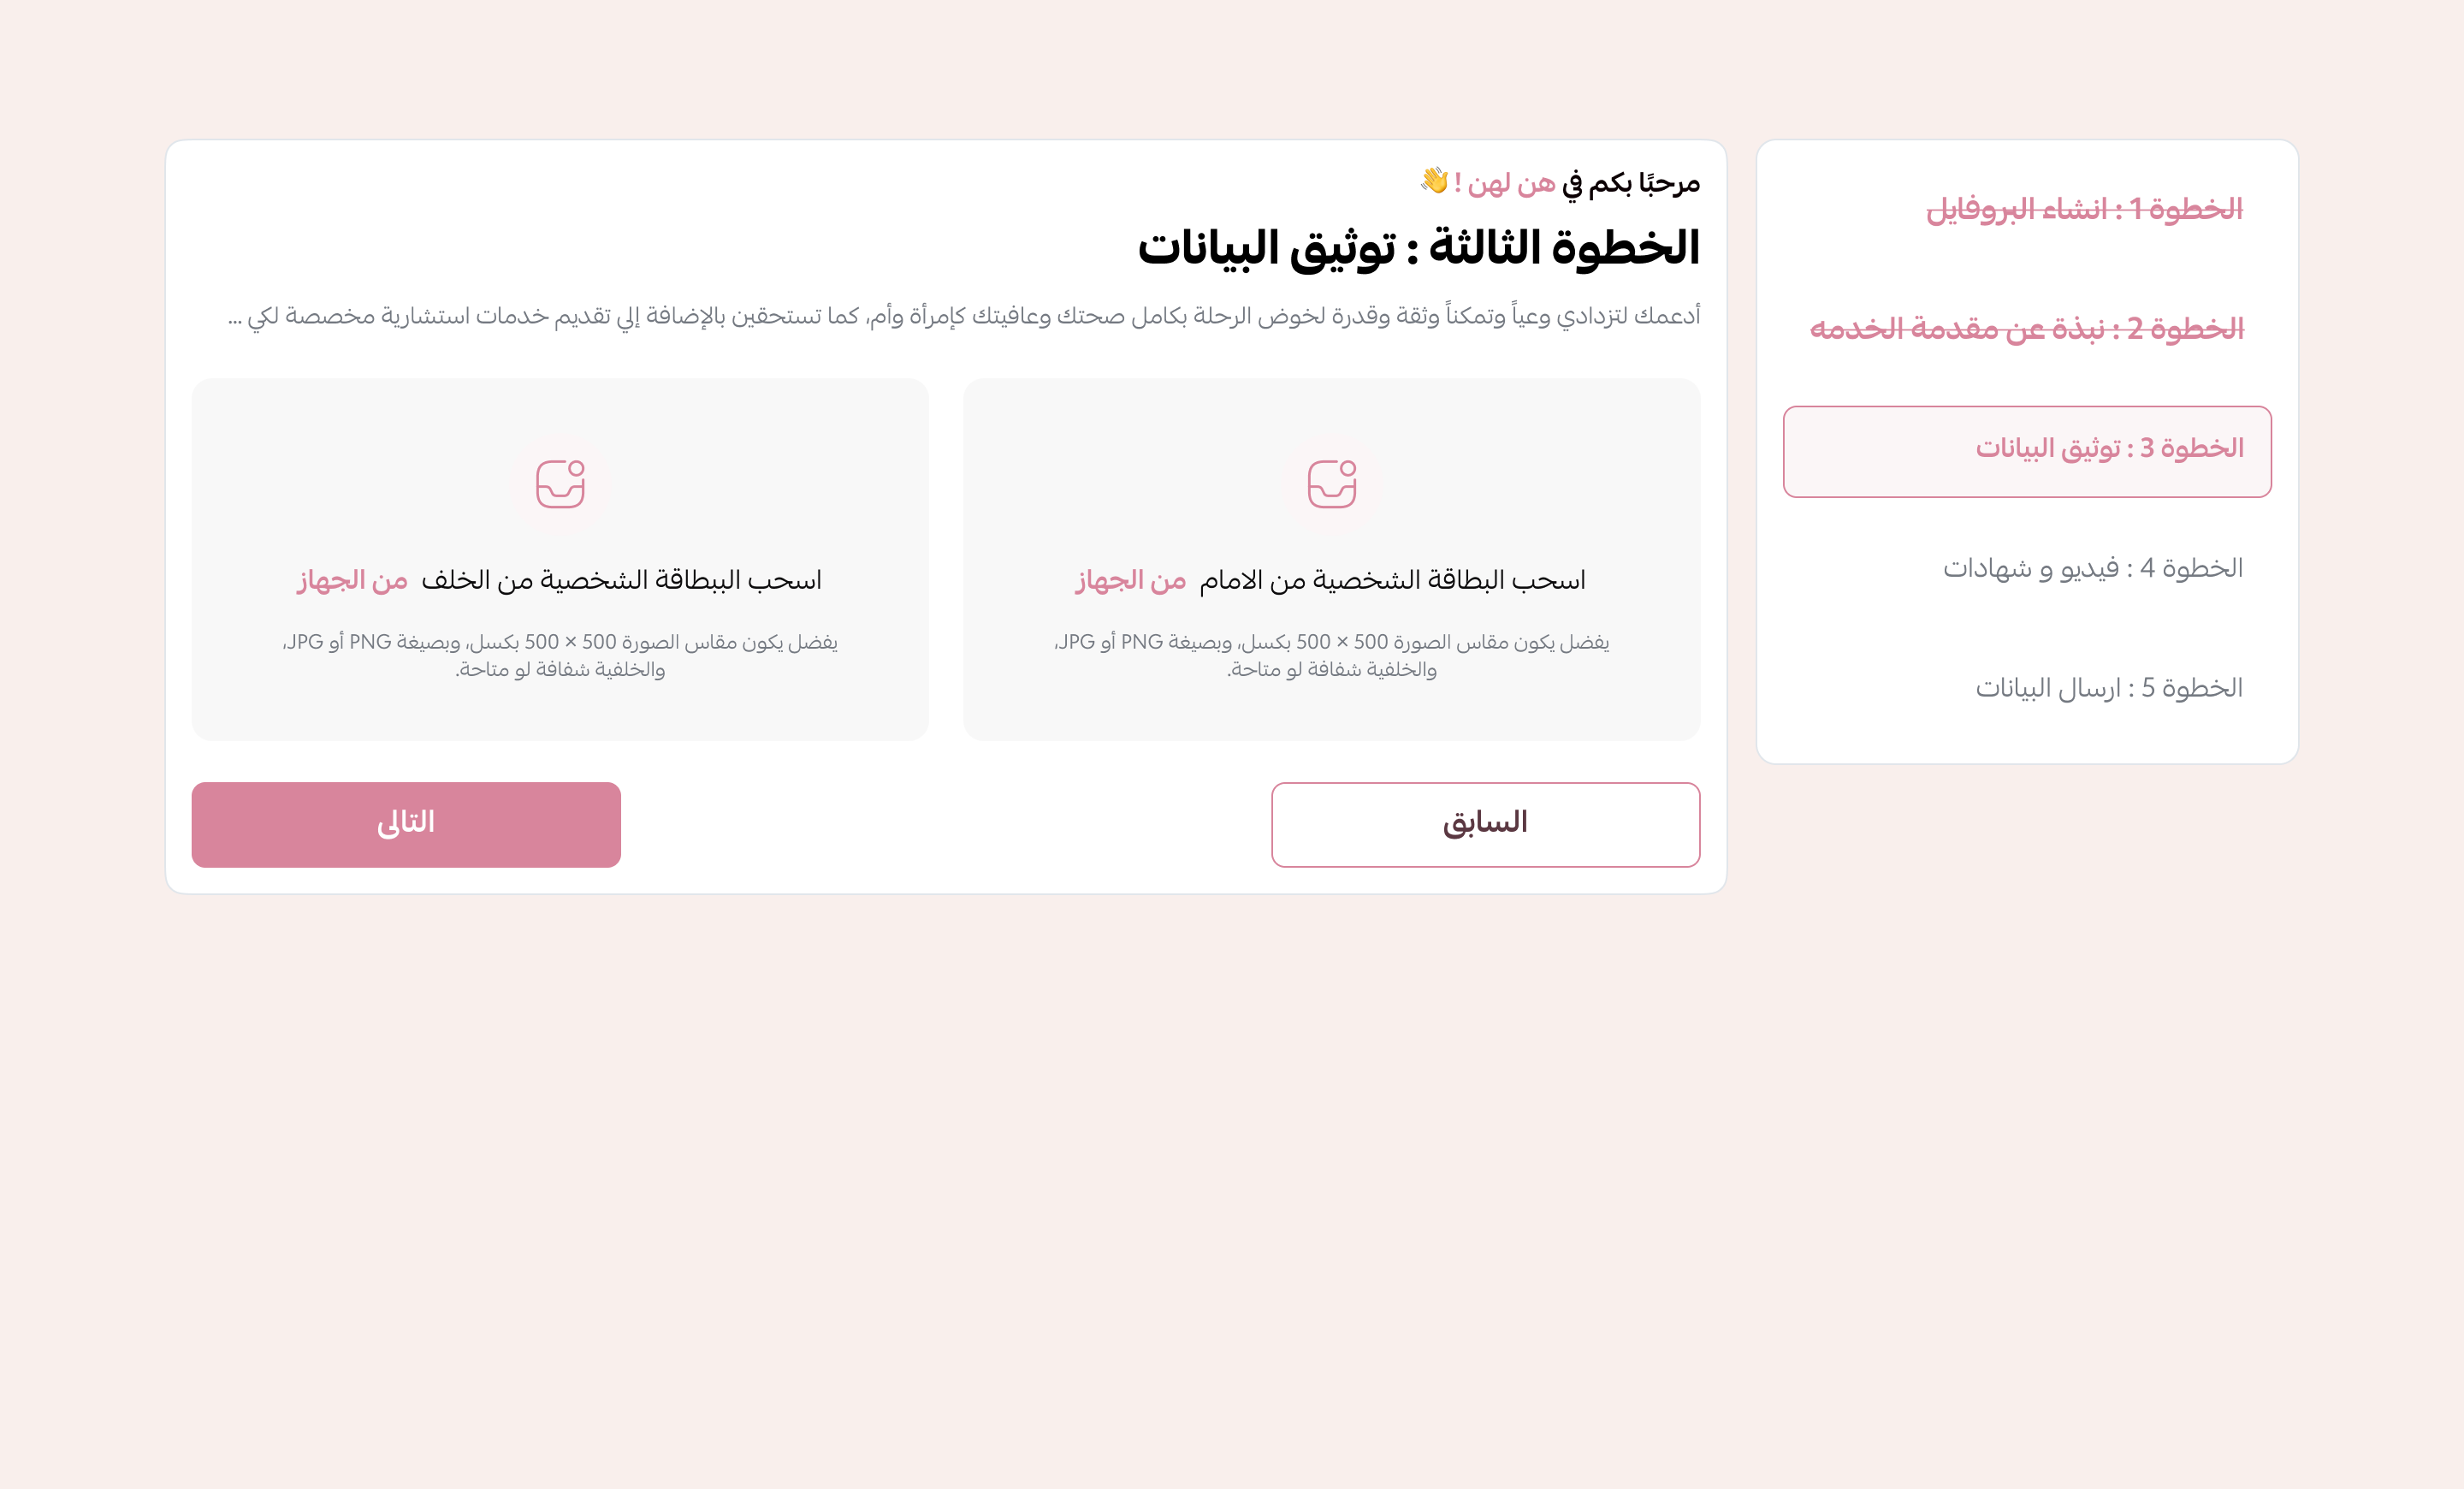 الخطوة 1 : انشاء البروفايل
الخطوة 2 : نبذة عن مقدمة الخدمه
الخطوة 3 : توثيق البيانات
الخطوة 4 : فيديو و شهادات
الخطوة 5 : ارسال البيانات
مرحبًا بكم في هن لهن ! 👋
الخطوة الثالثة : توثيق البيانات
أدعمك لتزدادي وعياً وتمكناً وثقة وقدرة لخوض الرحلة بكامل صحتك وعافيتك كإمرأة وأم، كما تستحقين بالإضافة إلي تقديم خدمات استشارية مخصصة لكي ...
اسحب البطاقة الشخصية من الامام من الجهاز
يفضل يكون مقاس الصورة 500 × 500 بكسل، وبصيغة PNG أو JPG،
والخلفية شفافة لو متاحة.
اسحب الببطاقة الشخصية من الخلف من الجهاز
يفضل يكون مقاس الصورة 500 × 500 بكسل، وبصيغة PNG أو JPG،
والخلفية شفافة لو متاحة.
السابق
التالى